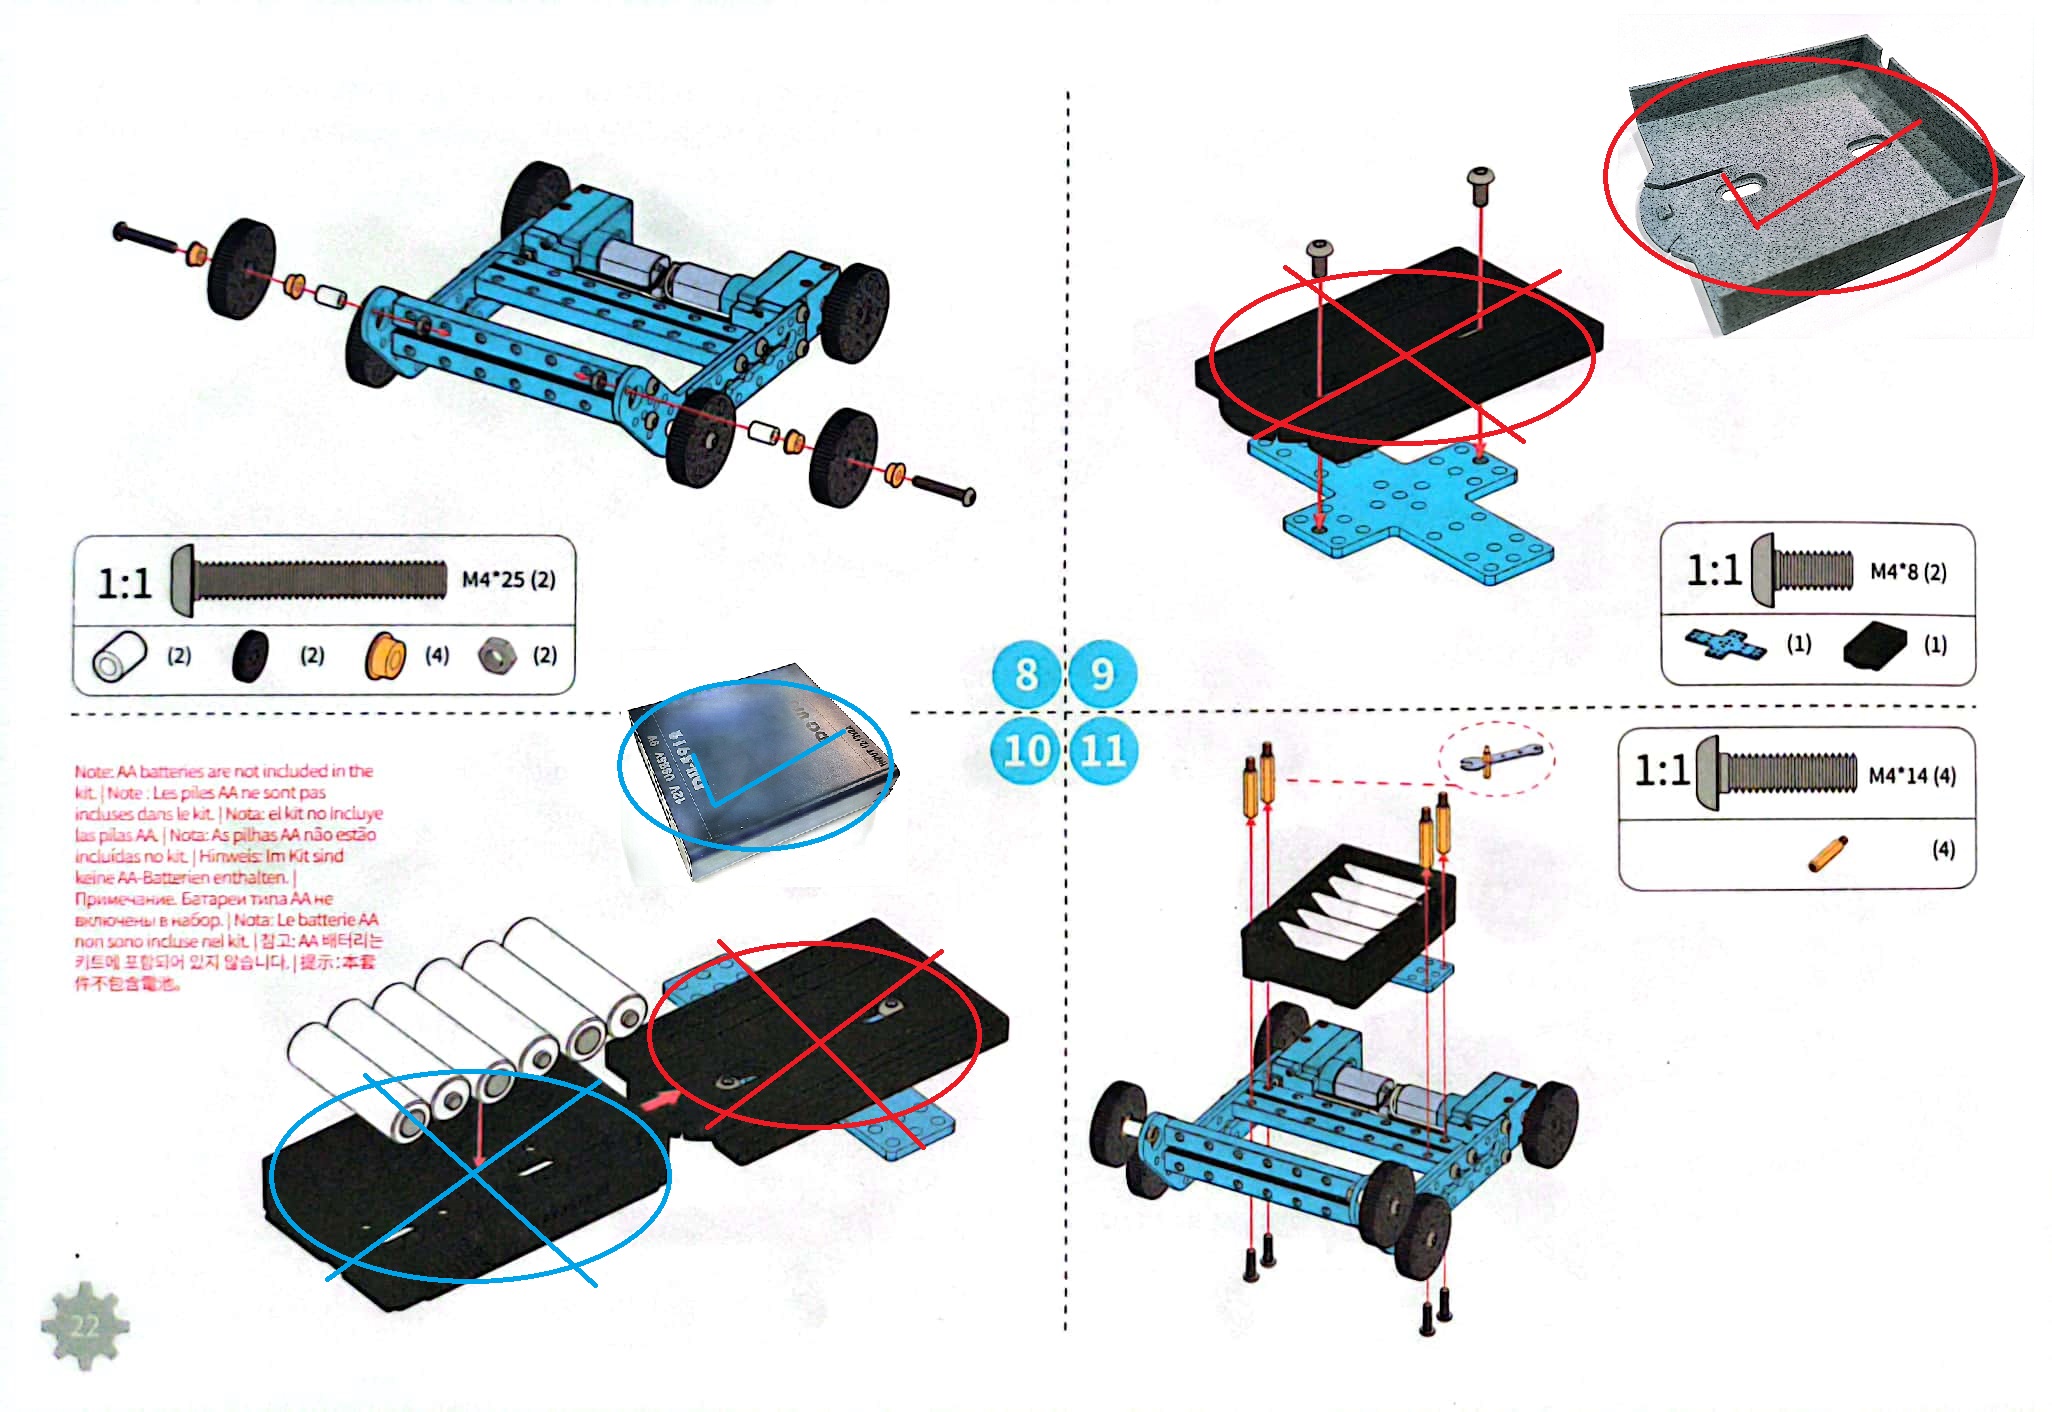 1:1 M4*25 (2)
(2) (2) (4) (2)
1:1 M4*8 (2)
(1) (1)
8 9
10 11
Note: AA batteries are not included in the
kit. | Note : Les piles AA ne sont pas
incluses dans le kit. | Nota: el kit no incluye
las pilas AA. | Nota: As pilhas AA não estão
incluídas no kit. | Hinweis: Im Kit sind
keine AA-Batterien enthalten. |
Примечание. Батареи типа AA не
включены в набор. | Nota: Le batterie AA
non sono incluse nel kit. | 참고: AA 배터리는
키트에 포함되어 있지 않습니다. | 提示：本套
件不包含電池。
12V USB5V 9V
1:1 M4*14 (4)
(4)
22